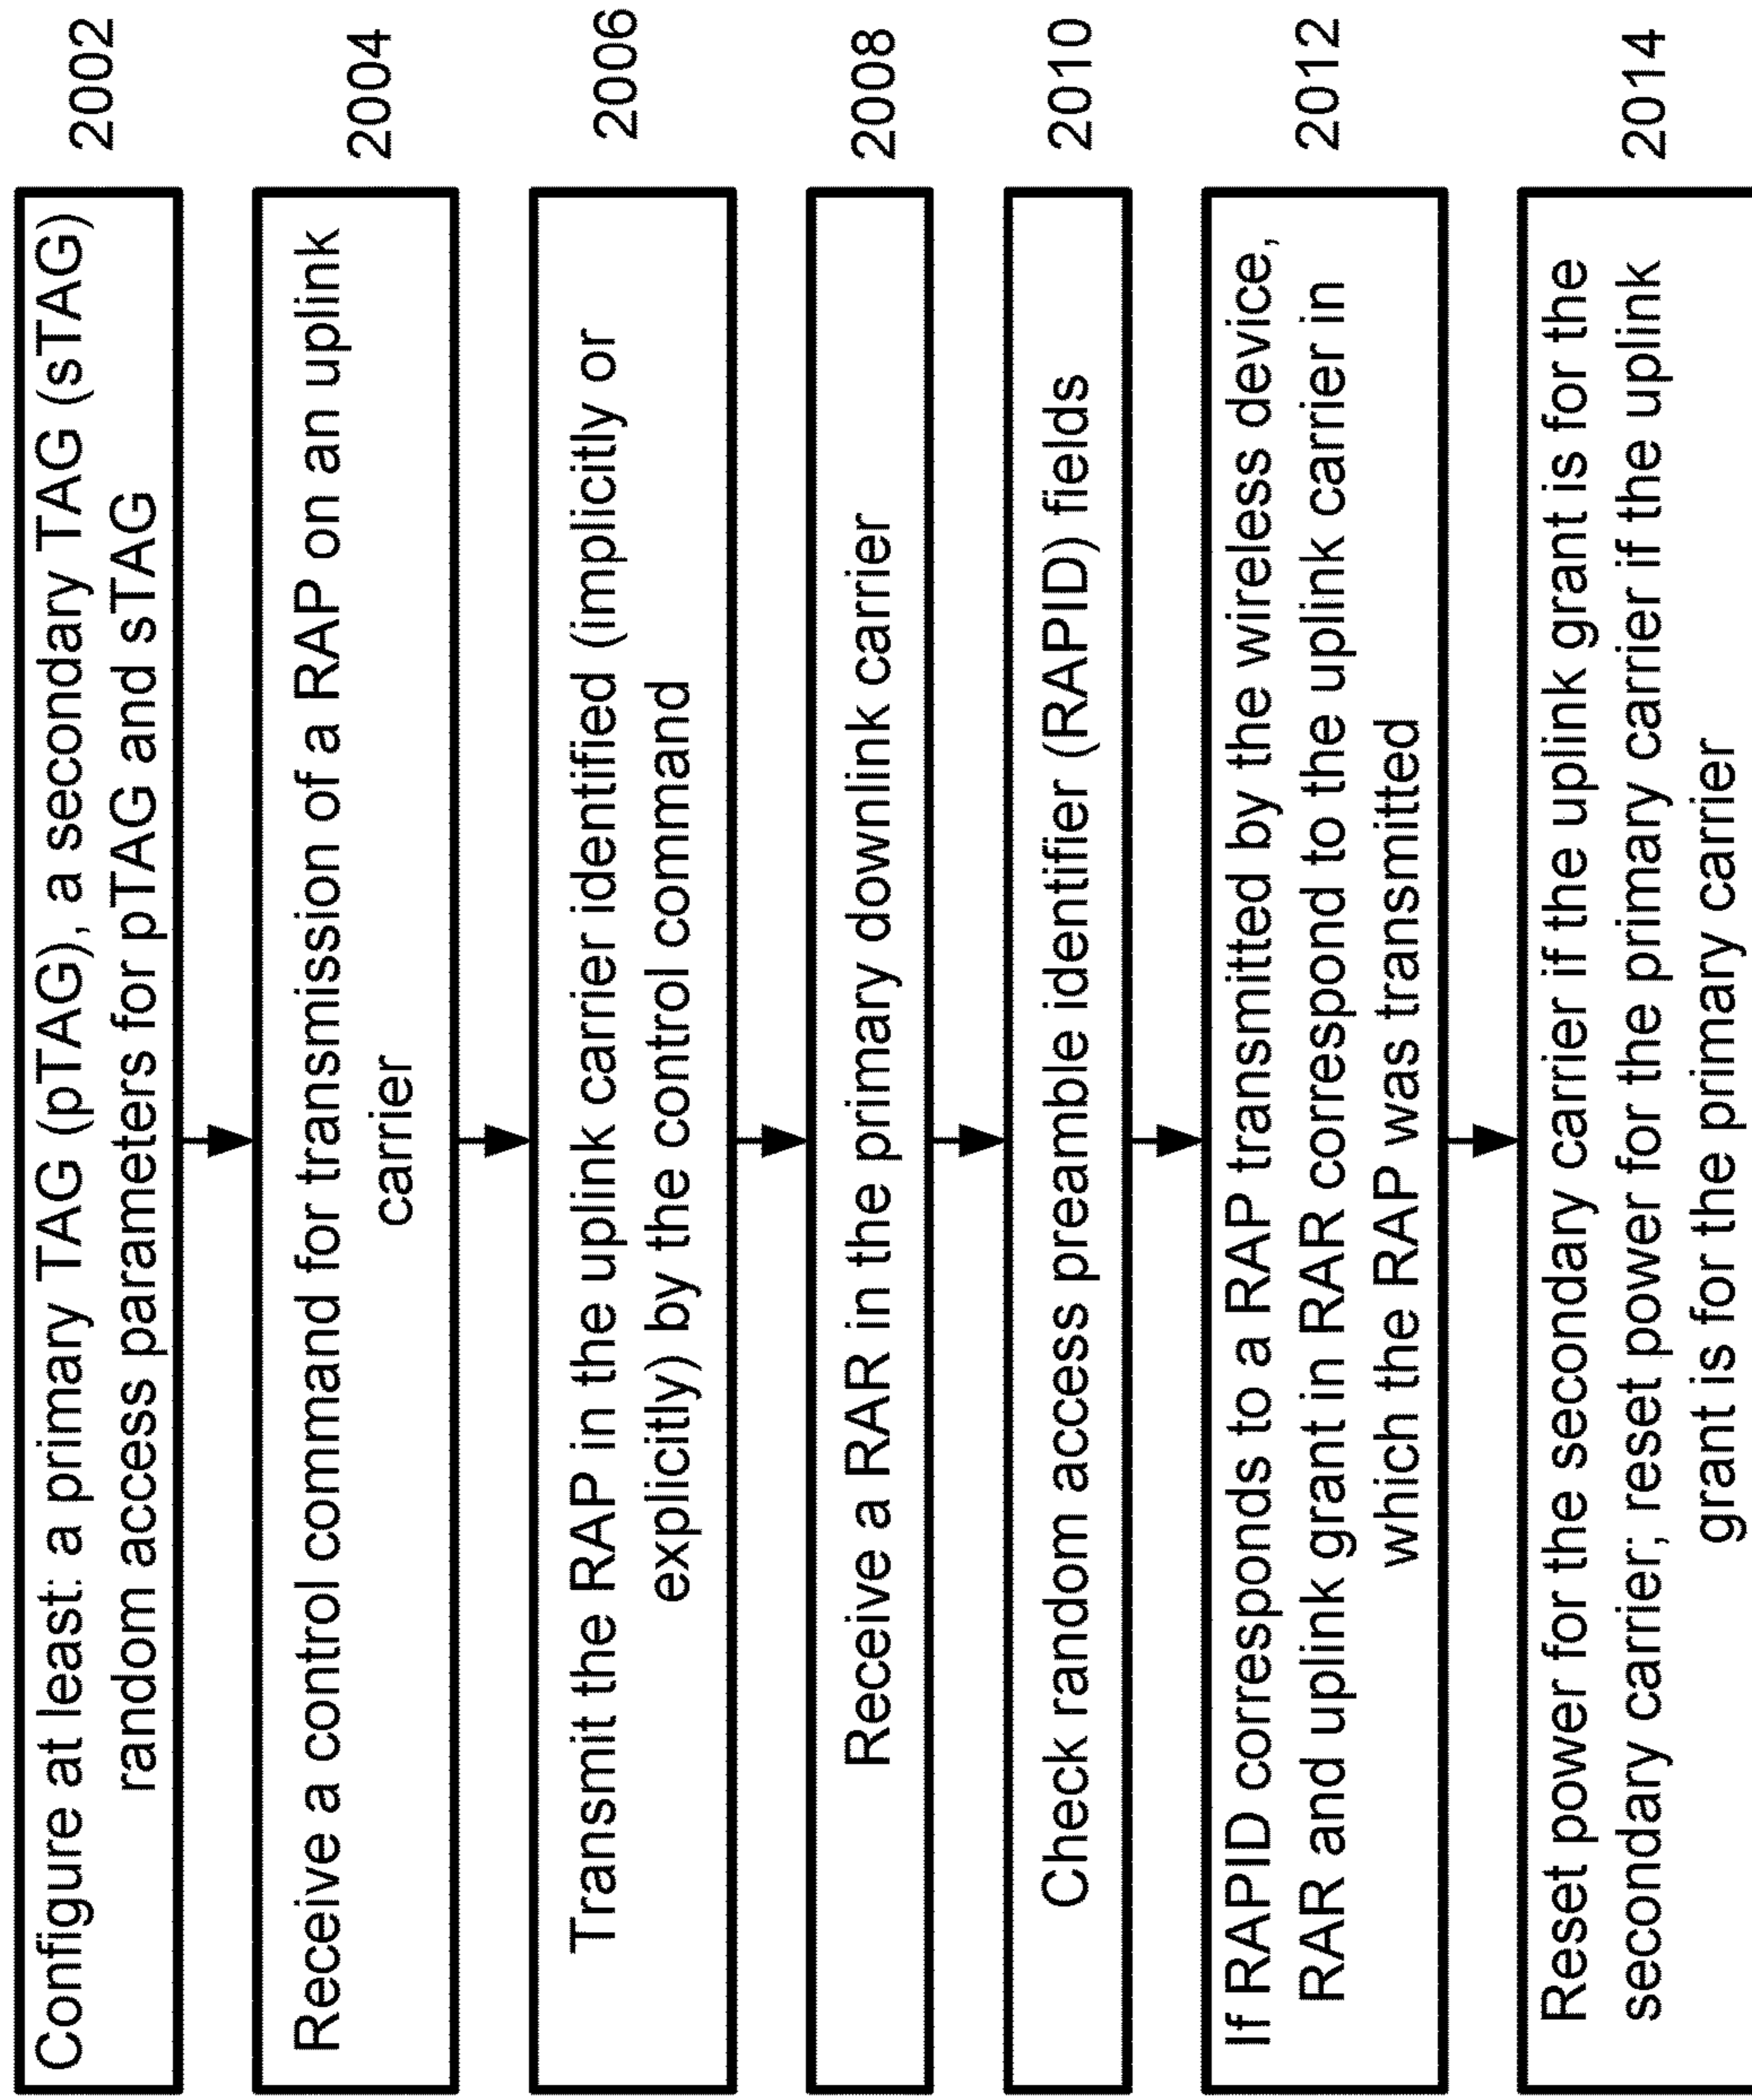 Configure at least: a primary TAG (pTAG), a secondary TAG (sTAG)
random access parameters for pTAG and sTAG
2002
Receive a control command for transmission of a RAP on an uplink
carrier
2004
Transmit the RAP in the uplink carrier identified (implicitly or
explicitly) by the control command
2006
Receive a RAR in the primary downlink carrier
2008
Check random access preamble identifier (RAPID) fields
2010
If RAPID corresponds to a RAP transmitted by the wireless device,
RAR and uplink grant in RAR correspond to the uplink carrier in
which the RAP was transmitted
2012
Reset power for the secondary carrier if the uplink grant is for the
secondary carrier; reset power for the primary carrier if the uplink
grant is for the primary carrier
2014